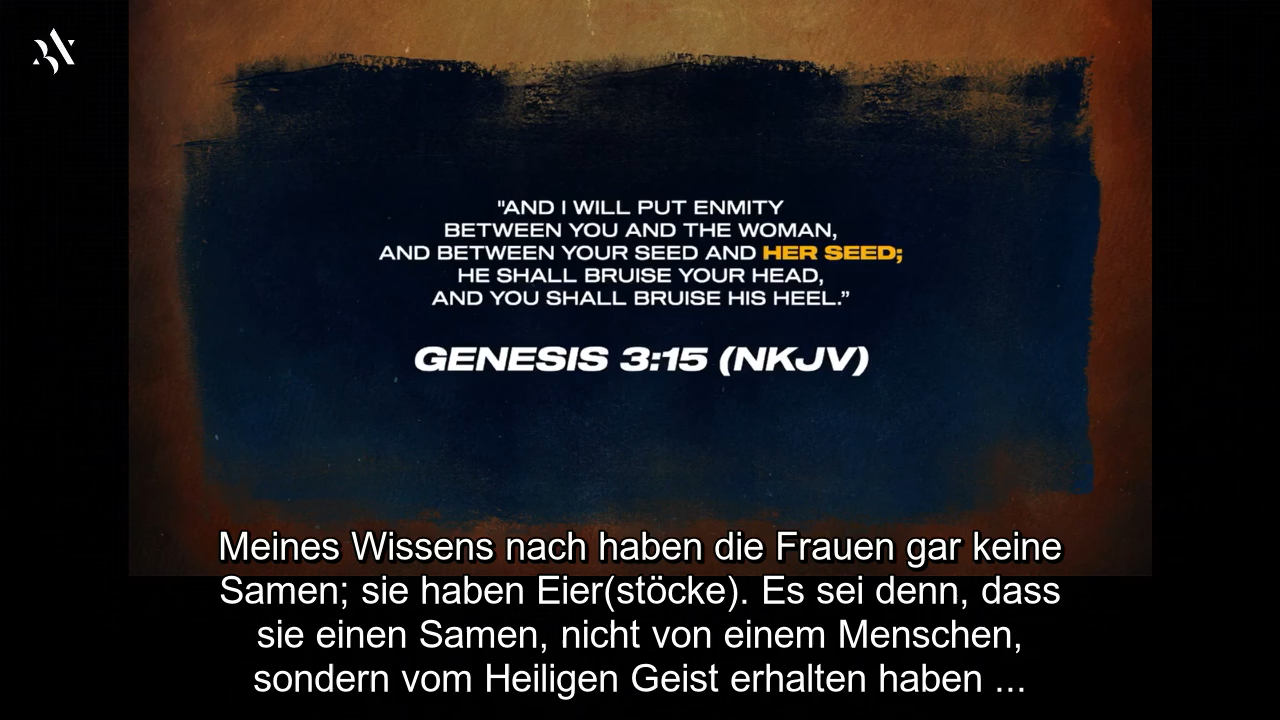 "AND I WILL PUT ENMITY
BETWEEN YOU AND THE WOMAN,
AND BETWEEN YOUR SEED AND HER SEED;
HE SHALL BRUISE YOUR HEAD,
AND YOU SHALL BRUISE HIS HEEL.”
GENESIS 3:15 (NKJV)
Meines Wissens nach haben die Frauen gar keine
Samen; sie haben Eier(stöcke). Es sei denn, dass
sie einen Samen, nicht von einem Menschen,
sondern vom Heiligen Geist erhalten haben ...